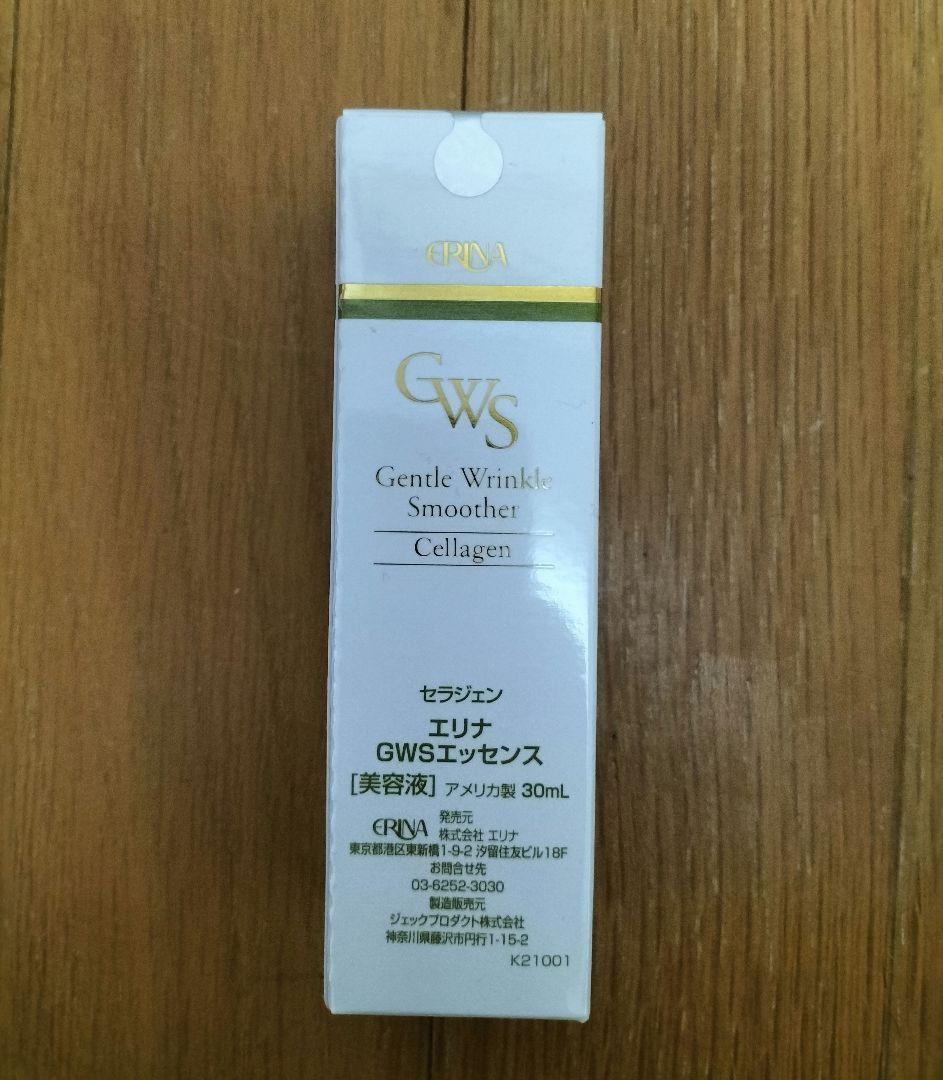 ERINA
GWS
Gentle Wrinkle
Smoother
Cellagen
セラジェン
エリナ
GWSエッセンス
[美容液] アメリカ製 30mL
発売元
ERINA 株式会社 エリナ
東京都港区東新橋1-9-2 汐留住友ビル18F
お問合せ先
03-6252-3030
製造販売元
ジェックプロダクト株式会社
神奈川県藤沢市円行1-15-2
K21001